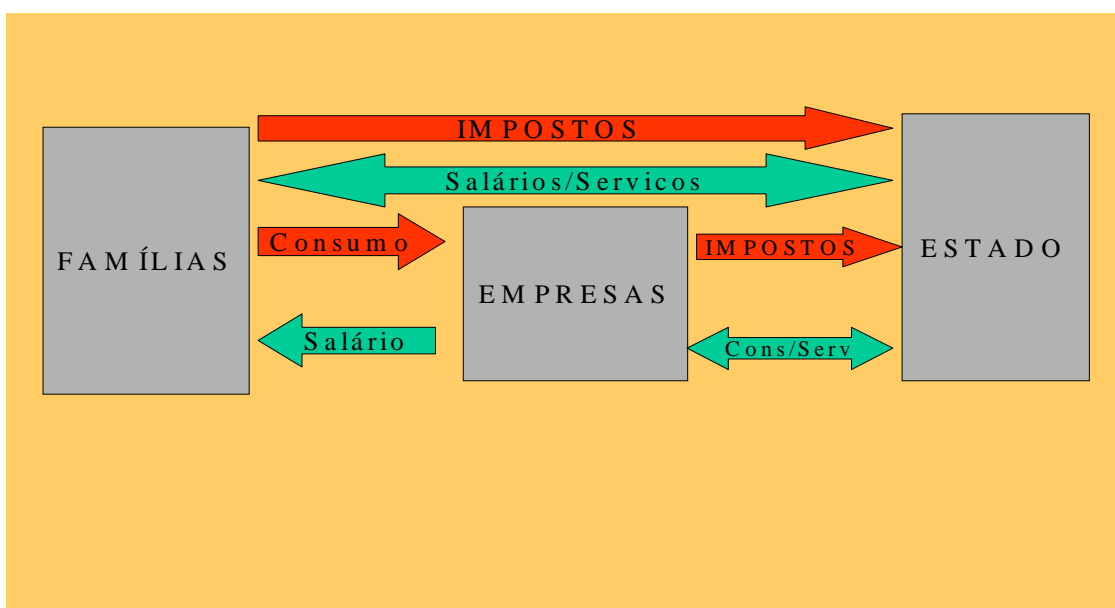 IMPOSTOS
Salários/Servicos
Consumo
IMPOSTOS
FAMÍLIAS
ESTADO
EMPRESAS
Salário
Cons/Serv